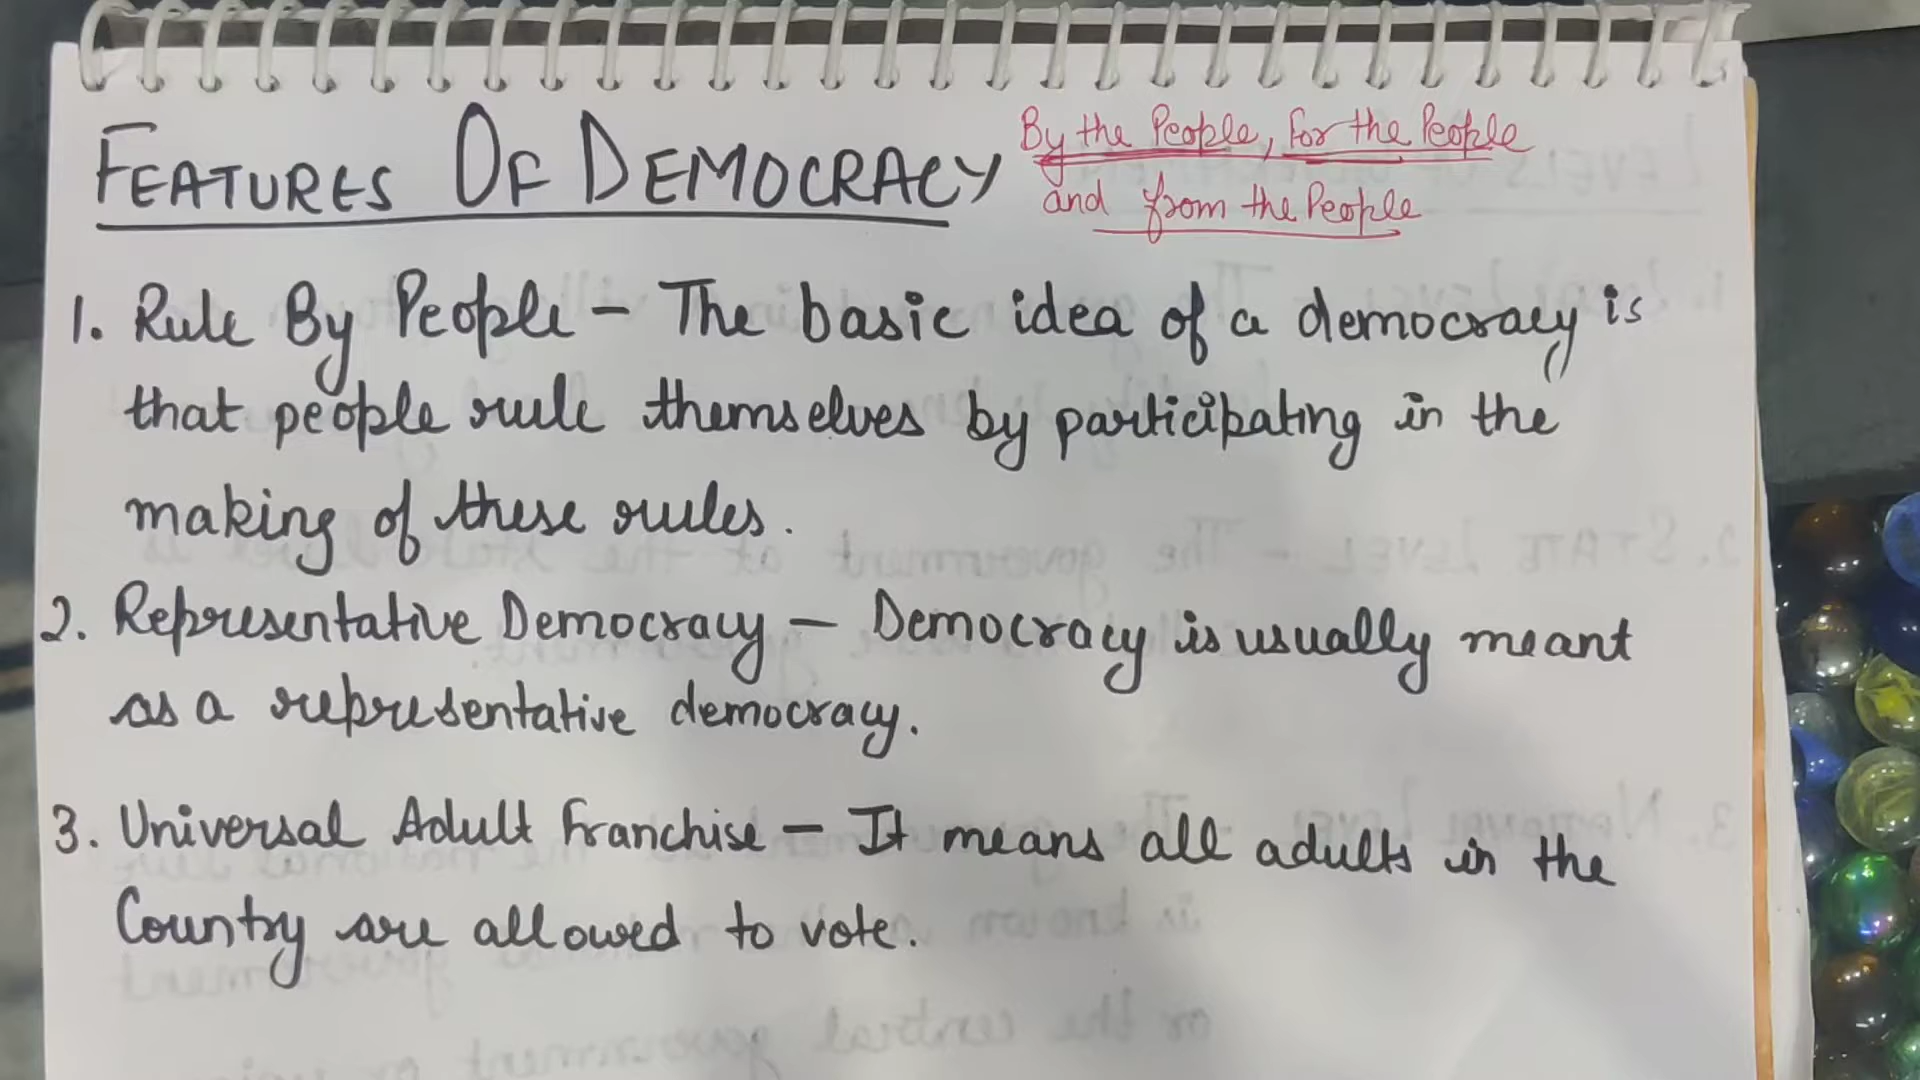 FEATURES OF DEMOCRACY
By the People, For the People
and from the People
1. Rule By People – The basic idea of a democracy is
that people rule themselves by participating in the
making of these rules.
2. Representative Democracy – Democracy is usually meant
as a representative democracy.
3. Universal Adult Franchise – It means all adults in the
Country are allowed to vote.